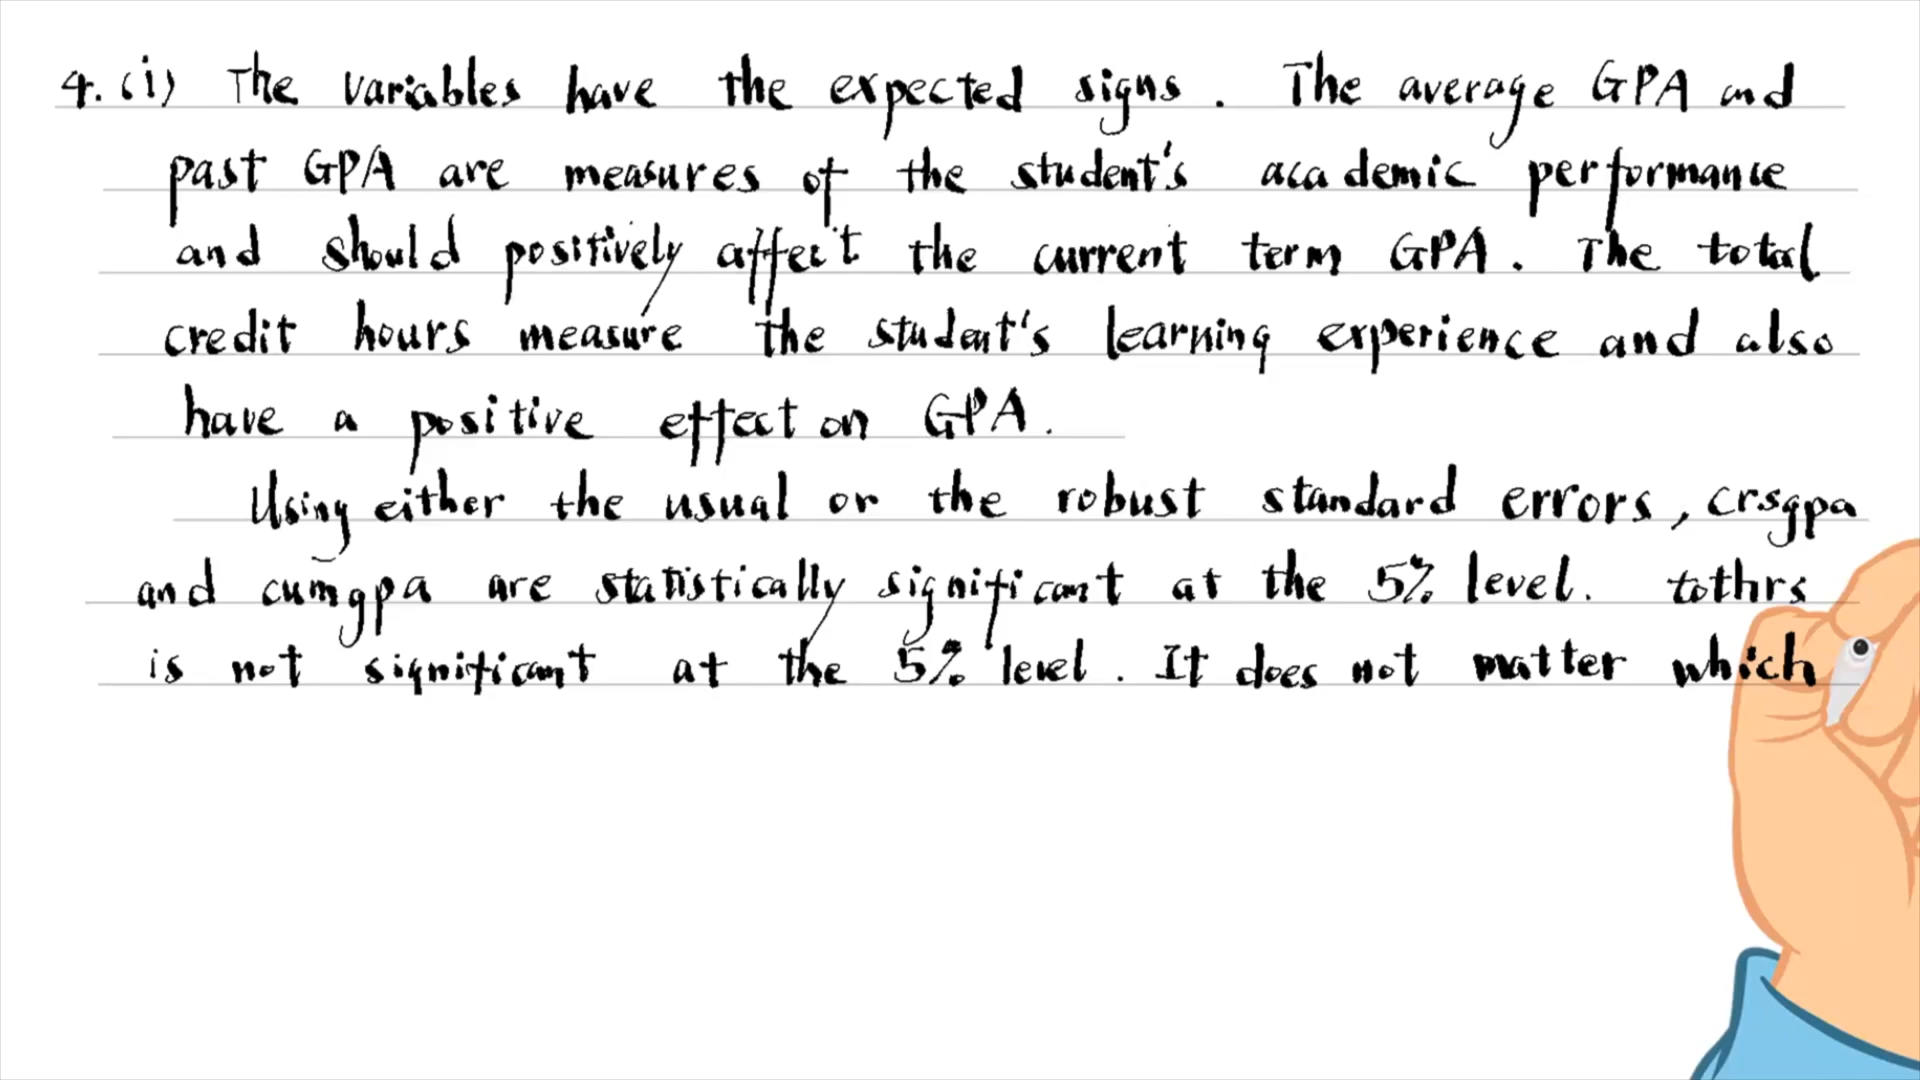 4. (i) The variables have the expected signs. The average GPA and
past GPA are measures of the student's academic performance
and should positively affect the current term GPA. The total
credit hours measure the student's learning experience and also
have a positive effect on GPA.
Using either the usual or the robust standard errors, crsgpa
and cumgpa are statistically significant at the 5% level. tothrs
is not significant at the 5% level. It does not matter which